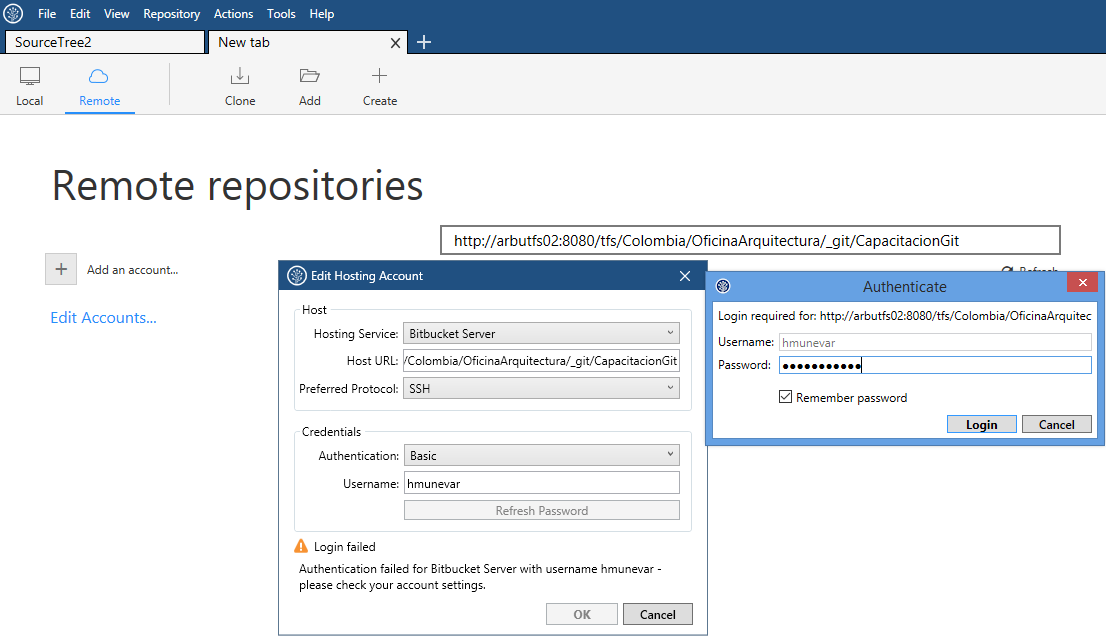 File Edit View Repository Actions Tools Help
SourceTree2
New tab
Local
Remote
Clone
Add
Create
Remote repositories
http://arbutfs02:8080/tfs/Colombia/OficinaArquitectura/_git/CapacitacionGit
Refresh
Add an account...
Edit Accounts...
Edit Hosting Account
Host
Hosting Service: Bitbucket Server
Host URL: /Colombia/OficinaArquitectura/_git/CapacitacionGit
Preferred Protocol: SSH
Credentials
Authentication: Basic
Username: hmunevar
Refresh Password
Login failed
Authentication failed for Bitbucket Server with username hmunevar -
please check your account settings.
OK Cancel
Authenticate
Login required for: http://arbutfs02:8080/tfs/Colombia/OficinaArquitec
Username: hmunevar
Password: ●●●●●●●●●●●
Remember password
Login Cancel